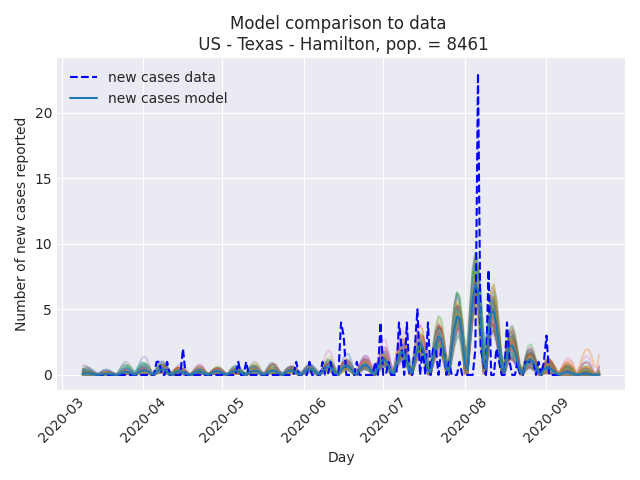 Model comparison to data
US - Texas - Hamilton, pop. = 8461
new cases data
new cases model
Number of new cases reported
20
15
10
5
0
2020-03
2020-04
2020-05
2020-06
2020-07
2020-08
2020-09
Day